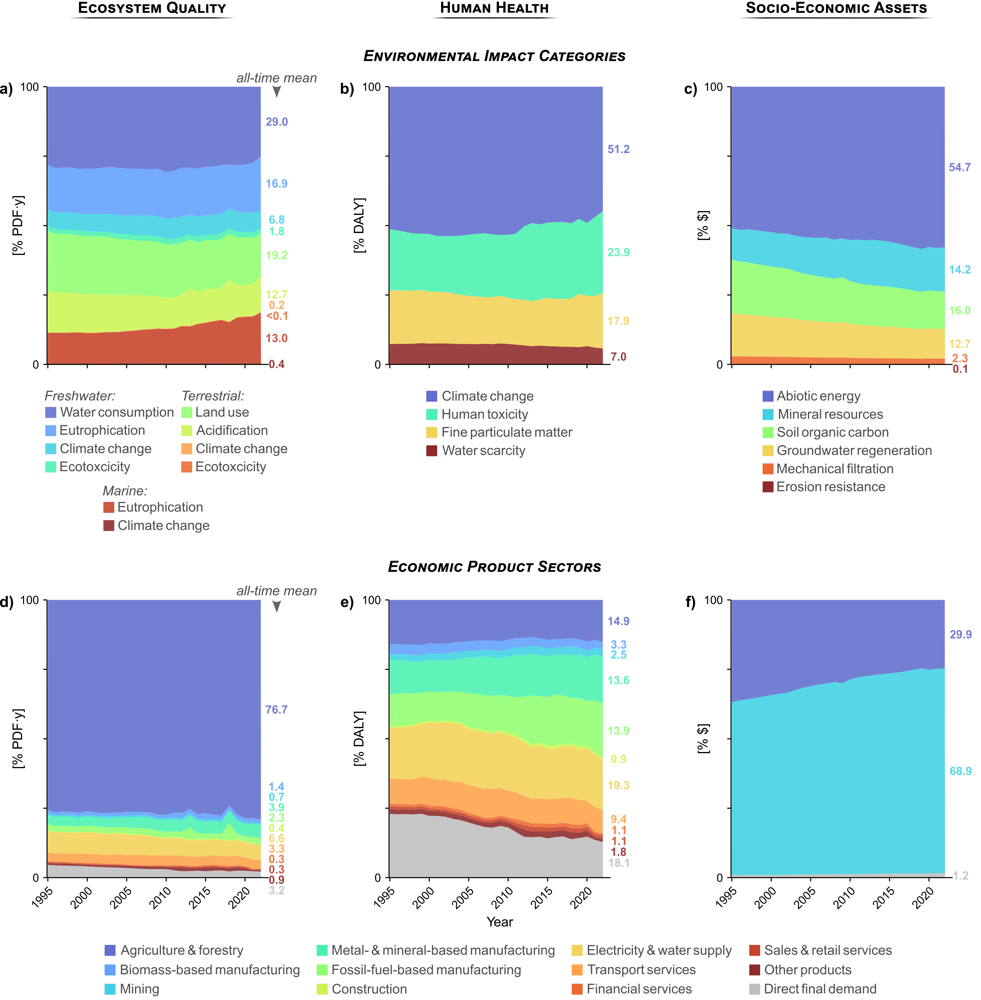 Ecosystem Quality
Human Health
Socio-Economic Assets
Environmental Impact Categories
a)
all-time mean
100
[% PDF·y]
0
29.0
16.9
6.8
1.8
19.2
12.7
0.2
<0.1
13.0
0.4
b)
100
[% DALY]
0
51.2
23.9
17.9
7.0
c)
100
[% $]
0
54.7
14.2
16.0
12.7
2.3
0.1
Freshwater:
Water consumption
Eutrophication
Climate change
Ecotoxcicity
Terrestrial:
Land use
Acidification
Climate change
Ecotoxcicity
Marine:
Eutrophication
Climate change
Climate change
Human toxicity
Fine particulate matter
Water scarcity
Abiotic energy
Mineral resources
Soil organic carbon
Groundwater regeneration
Mechanical filtration
Erosion resistance
Economic Product Sectors
d)
all-time mean
100
[% PDF·y]
0
76.7
1.4
0.7
3.9
2.3
0.4
6.6
3.3
0.3
0.3
0.9
3.2
1995
2000
2005
2010
2015
2020
e)
100
[% DALY]
0
14.9
3.3
2.5
13.6
13.9
0.9
19.3
9.4
1.1
1.1
1.8
18.1
1995
2000
2005
2010
2015
2020
Year
f)
100
[% $]
0
29.9
68.9
1.2
1995
2000
2005
2010
2015
2020
Agriculture & forestry
Biomass-based manufacturing
Mining
Metal- & mineral-based manufacturing
Fossil-fuel-based manufacturing
Construction
Electricity & water supply
Transport services
Financial services
Sales & retail services
Other products
Direct final demand